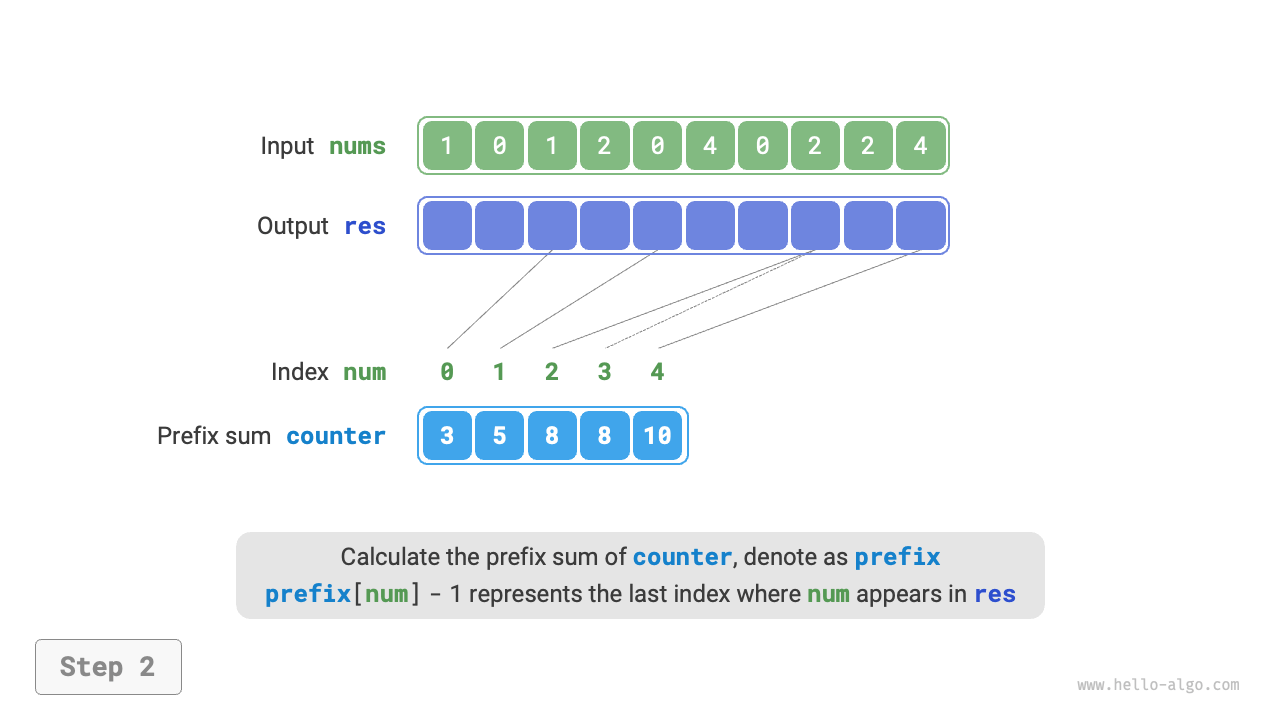 Input nums 1 0 1 2 0 4 0 2 2 4
Output res
Index num 0 1 2 3 4
Prefix sum counter 3 5 8 8 10
Calculate the prefix sum of counter, denote as prefix
prefix[num] - 1 represents the last index where num appears in res
Step 2
www.hello-algo.com